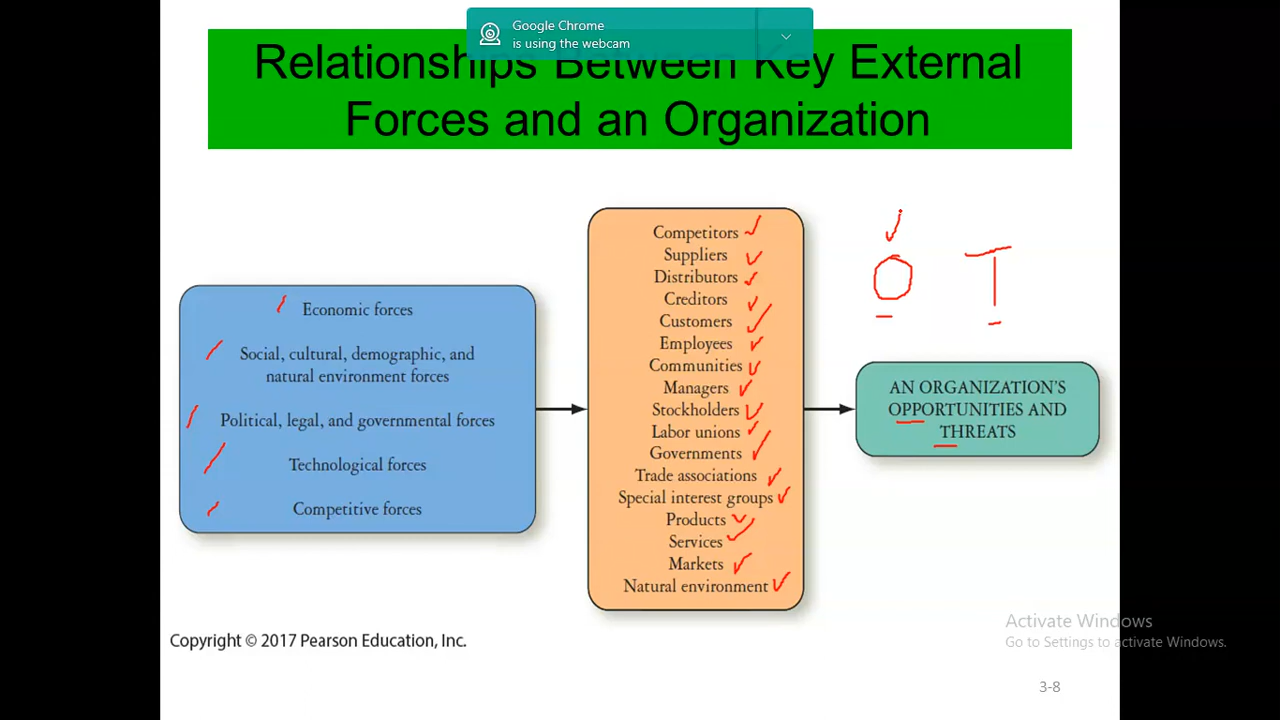 Google Chrome
is using the webcam
Relationships Between Key External
Forces and an Organization
Economic forces
Social, cultural, demographic, and
natural environment forces
Political, legal, and governmental forces
Technological forces
Competitive forces
Competitors
Suppliers
Distributors
Creditors
Customers
Employees
Communities
Managers
Stockholders
Labor unions
Governments
Trade associations
Special interest groups
Products
Services
Markets
Natural environment
O T
AN ORGANIZATION'S
OPPORTUNITIES AND
THREATS
Copyright © 2017 Pearson Education, Inc.
Activate Windows
Go to Settings to activate Windows.
3-8